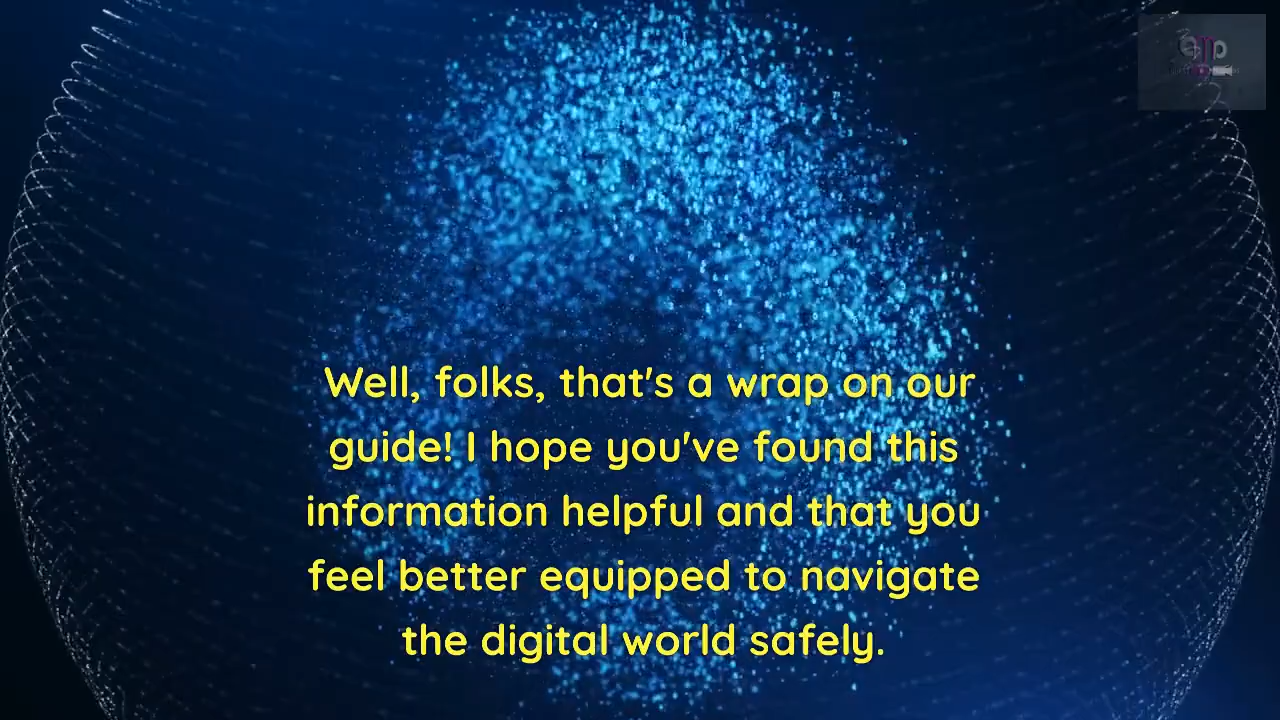 Well, folks, that's a wrap on our
guide! I hope you've found this
information helpful and that you
feel better equipped to navigate
the digital world safely.